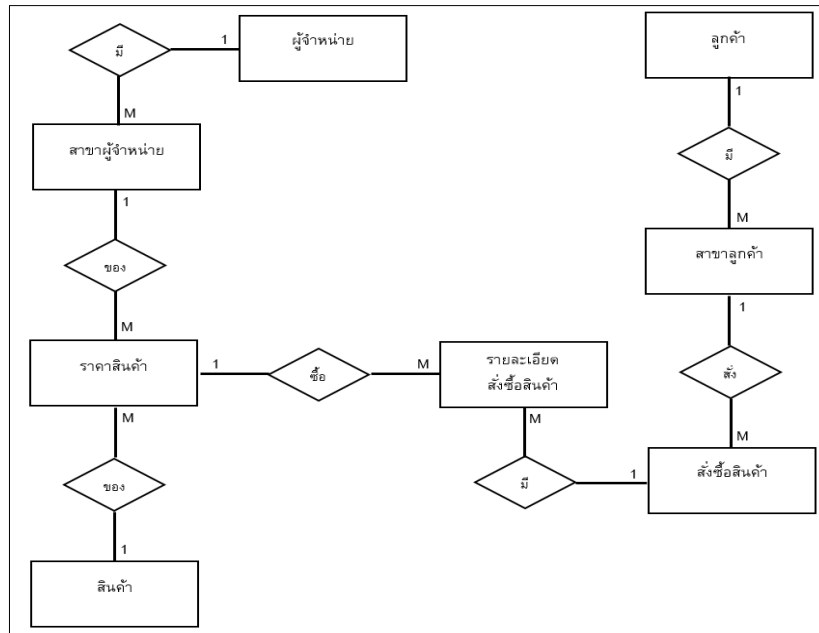 มี
1
ผู้จำหน่าย
M
สาขาผู้จำหน่าย
1
ของ
M
ราคาสินค้า
M
ของ
1
สินค้า
1
ซื้อ
M
รายละเอียด
สั่งซื้อสินค้า
M
มี
1
ลูกค้า
1
มี
M
สาขาลูกค้า
1
สั่ง
M
สั่งซื้อสินค้า